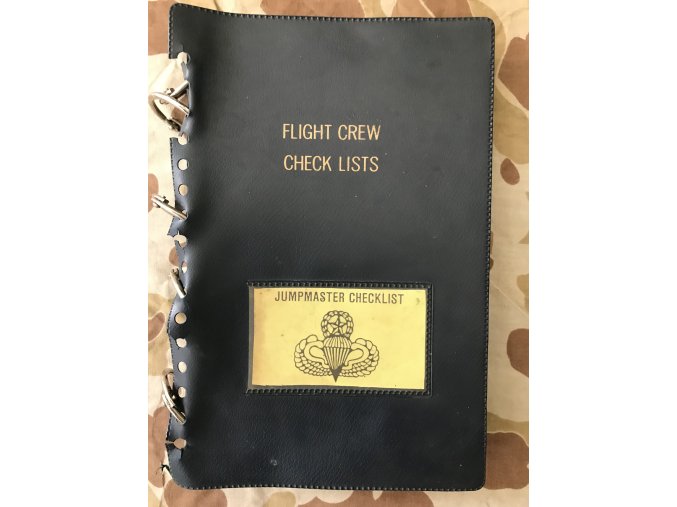 FLIGHT CREW
CHECK LISTS
JUMPMASTER CHECKLIST